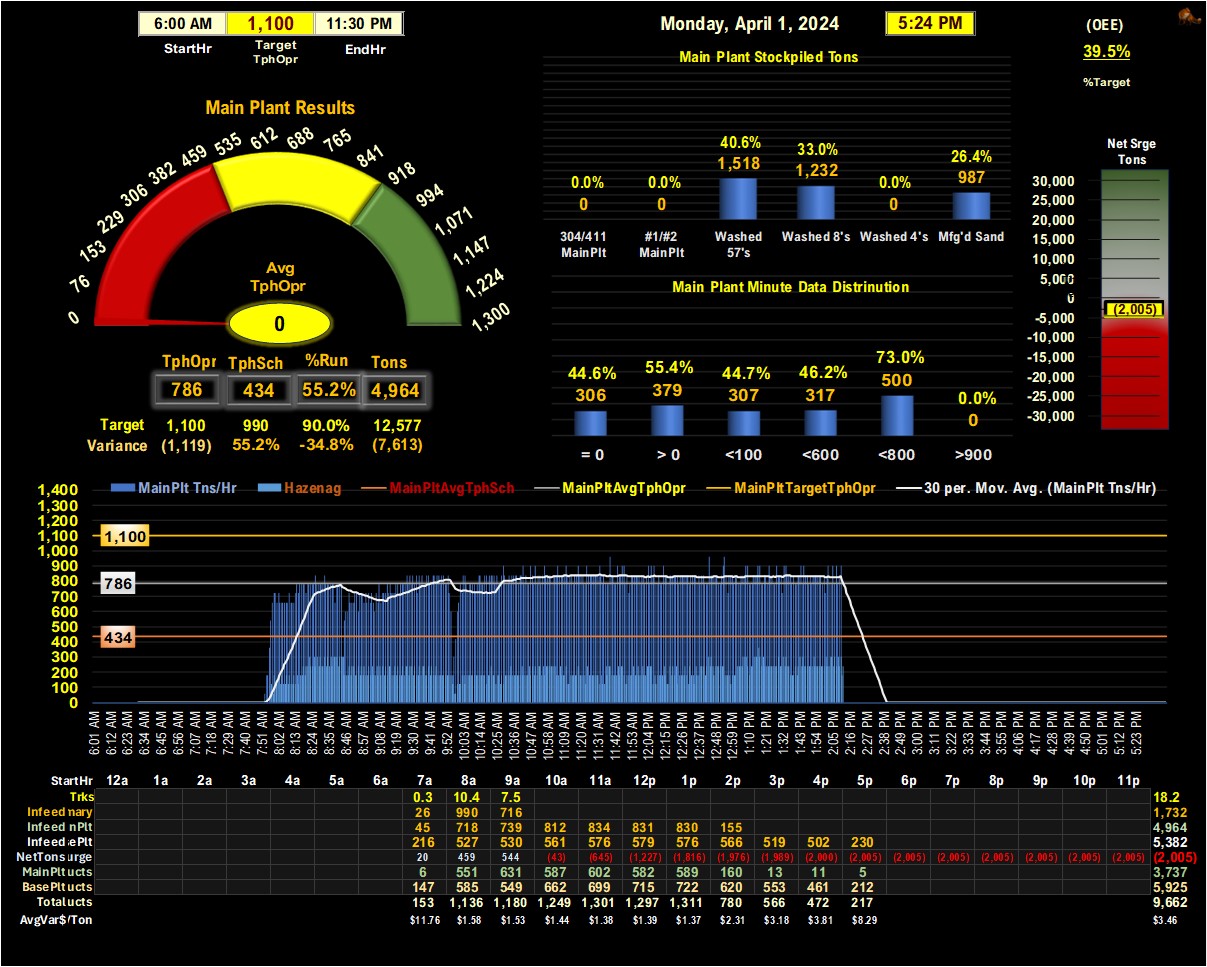 6:00 AM 1,100 11:30 PM
StartHr Target TphOpr EndHr
Monday, April 1, 2024 5:24 PM
(OEE)
39.5%
%Target
Main Plant Results
0 76 153 229 306 382 459 535 612 688 765 841 918 994 1,071 1,147 1,224 1,300
Avg
TphOpr
0
TphOpr TphSch %Run Tons
786 434 55.2% 4,964
Target 1,100 990 90.0% 12,577
Variance (1,119) 55.2% -34.8% (7,613)
Main Plant Stockpiled Tons
0.0% 0.0% 40.6% 33.0% 0.0% 26.4%
0 0 1,518 1,232 0 987
304/411 MainPlt #1/#2 MainPlt Washed 57's Washed 8's Washed 4's Mfg'd Sand
Main Plant Minute Data Distrinution
44.6% 55.4% 44.7% 46.2% 73.0% 0.0%
306 379 307 317 500 0
= 0 > 0 <100 <600 <800 >900
Net Srge
Tons
30,000
25,000
20,000
15,000
10,000
5,000
0
(2,005)
-5,000
-10,000
-15,000
-20,000
-25,000
-30,000
MainPlt Tns/Hr Hazenag MainPltAvgTphSch MainPltAvgTphOpr MainPltTargetTphOpr 30 per. Mov. Avg. (MainPlt Tns/Hr)
1,400
1,300
1,200
1,100
1,000
900
800
700
600
500
400
300
200
100
0
1,100
786
434
6:01 AM 6:12 AM 6:23 AM 6:34 AM 6:45 AM 6:56 AM 7:07 AM 7:18 AM 7:29 AM 7:40 AM 7:51 AM 8:02 AM 8:13 AM 8:24 AM 8:35 AM 8:46 AM 8:57 AM 9:08 AM 9:19 AM 9:30 AM 9:41 AM 9:52 AM 10:03 AM 10:14 AM 10:25 AM 10:36 AM 10:47 AM 10:58 AM 11:09 AM 11:20 AM 11:31 AM 11:42 AM 11:53 AM 12:04 PM 12:15 PM 12:26 PM 12:37 PM 12:48 PM 12:59 PM 1:10 PM 1:21 PM 1:32 PM 1:43 PM 1:54 PM 2:05 PM 2:16 PM 2:27 PM 2:38 PM 2:49 PM 3:00 PM 3:11 PM 3:22 PM 3:33 PM 3:44 PM 3:55 PM 4:06 PM 4:17 PM 4:28 PM 4:39 PM 4:50 PM 5:01 PM 5:12 PM 5:23 PM
StartHr 12a 1a 2a 3a 4a 5a 6a 7a 8a 9a 10a 11a 12p 1p 2p 3p 4p 5p 6p 7p 8p 9p 10p 11p
Trks 0.3 10.4 7.5 18.2
Infeed nary 26 990 716 1,732
Infeed nPlt 45 718 739 812 834 831 830 155 4,964
Infeed ePlt 216 527 530 561 576 579 576 566 519 502 230 5,382
NetTons urge 20 459 544 (43) (645) (1,227) (1,816) (1,976) (1,989) (2,000) (2,005) (2,005) (2,005) (2,005) (2,005) (2,005) (2,005) (2,005)
MainPlt ucts 6 551 631 587 602 582 589 160 13 11 5 3,737
BasePlt ucts 147 585 549 662 699 715 722 620 553 461 212 5,925
Total ucts 153 1,136 1,180 1,249 1,301 1,297 1,311 780 566 472 217 9,662
AvgVar$/Ton $11.76 $1.58 $1.53 $1.44 $1.38 $1.39 $1.37 $2.31 $3.18 $3.81 $8.29 $3.46